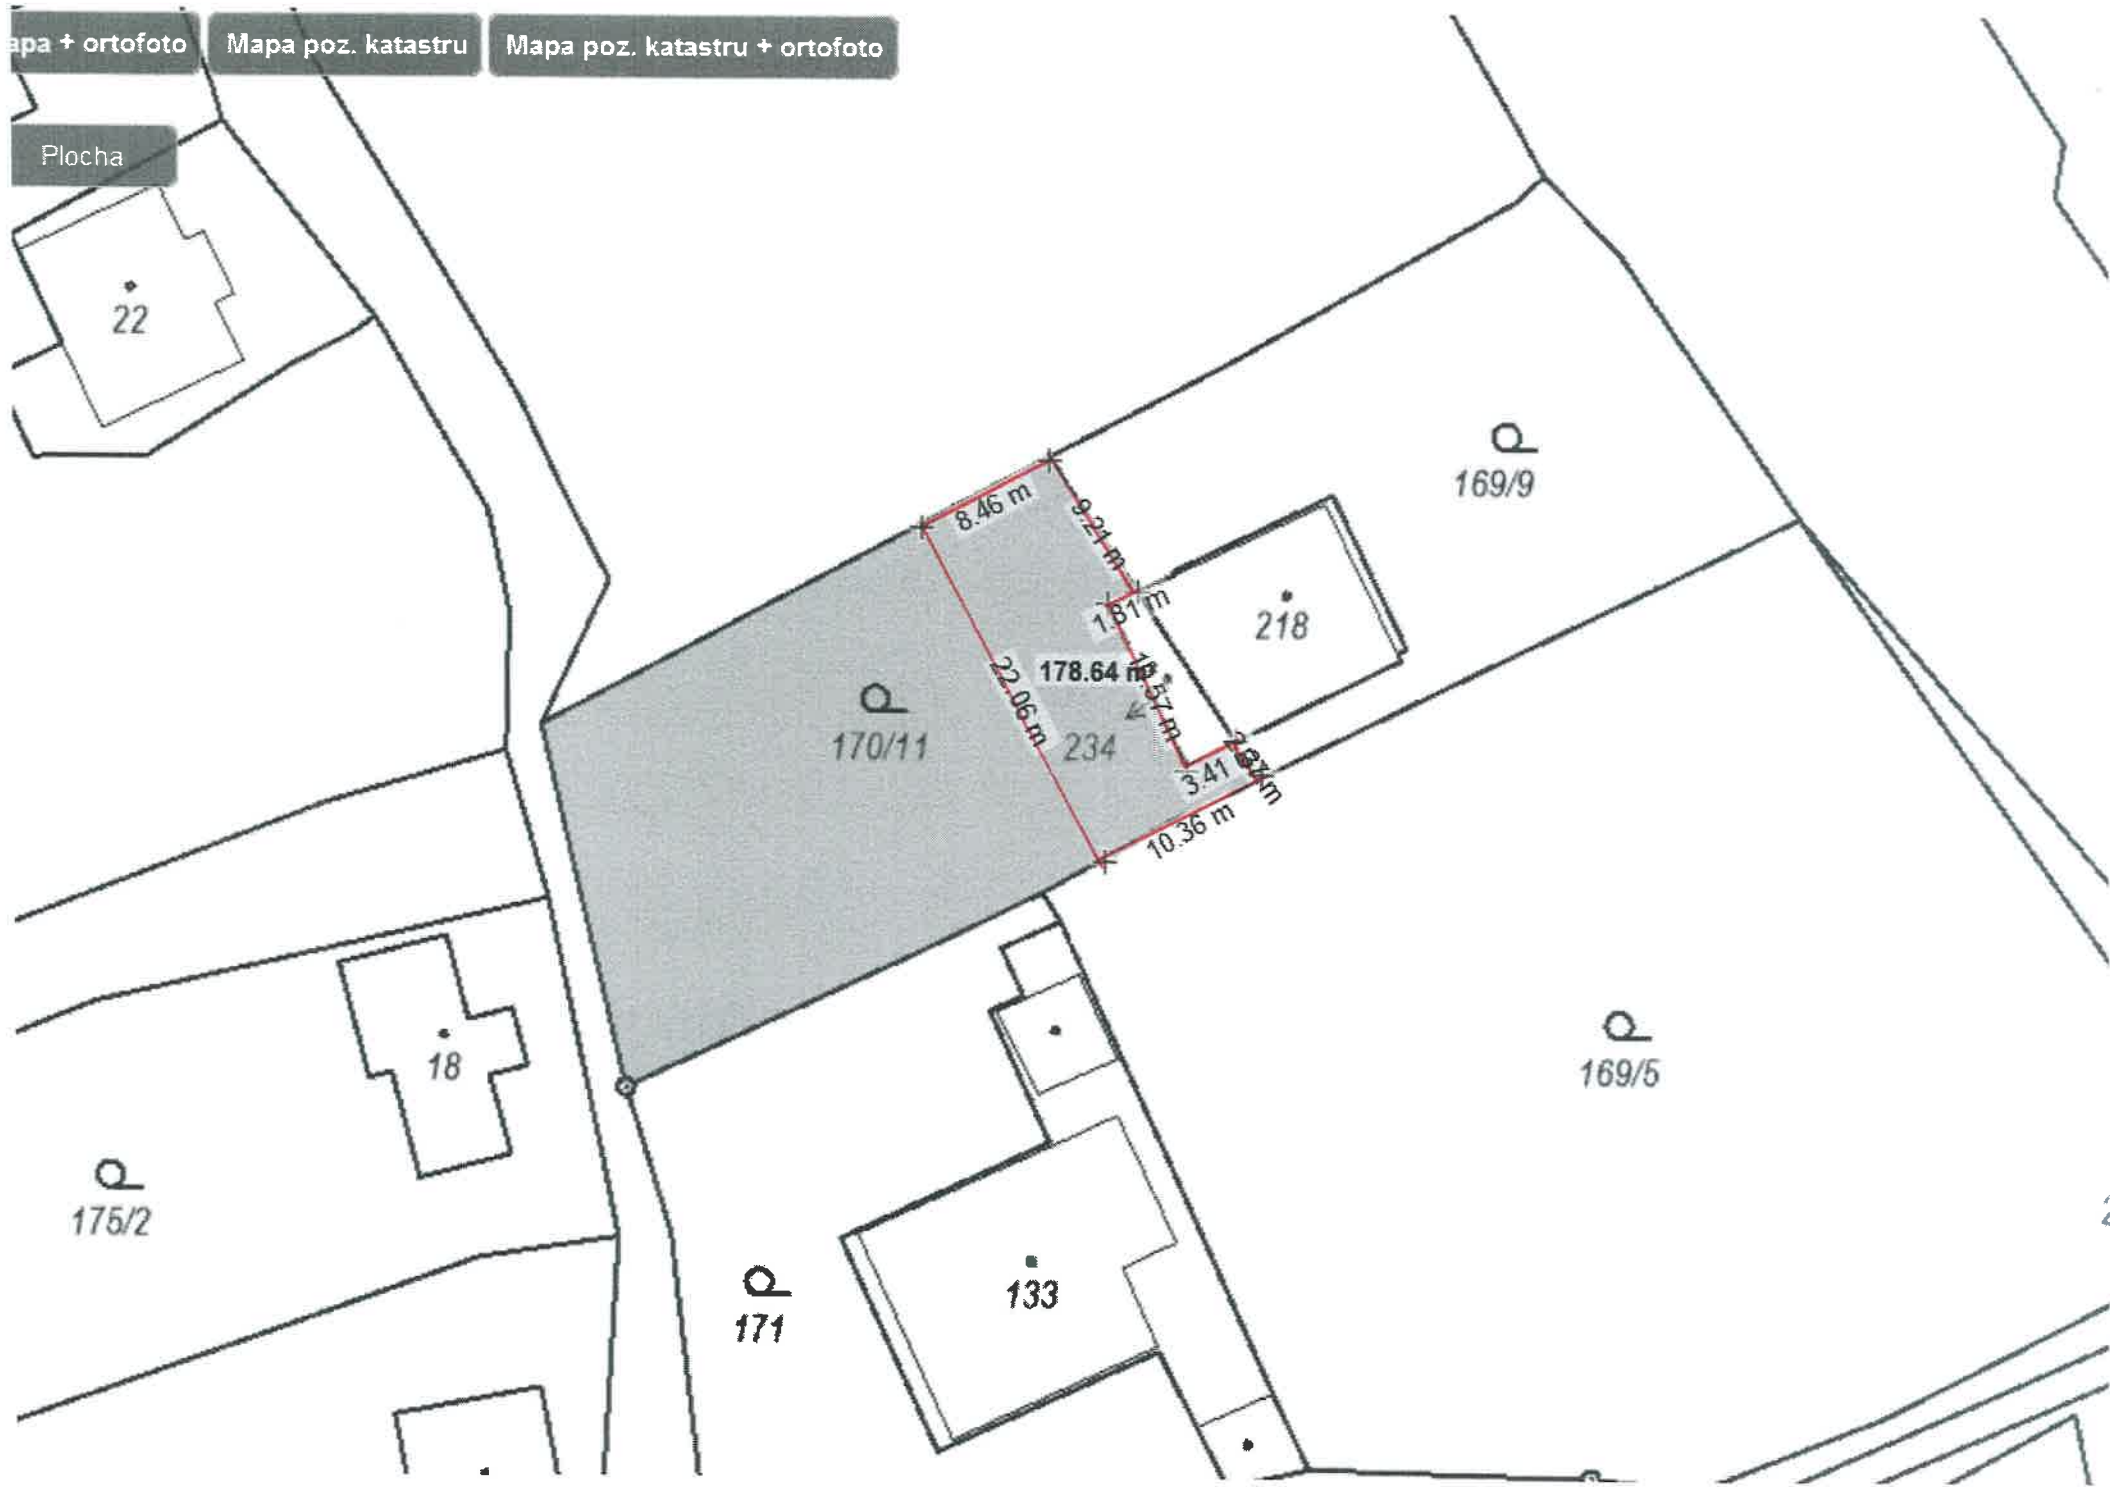 apa + ortofoto
Mapa poz. katastru
Mapa poz. katastru + ortofoto
Plocha
22
169/9
8.46 m
9.21 m
1.81 m
218
178.64 m²
22.06 m
57 m
170/11
234
3.41
10.36 m
18
169/5
175/2
133
171